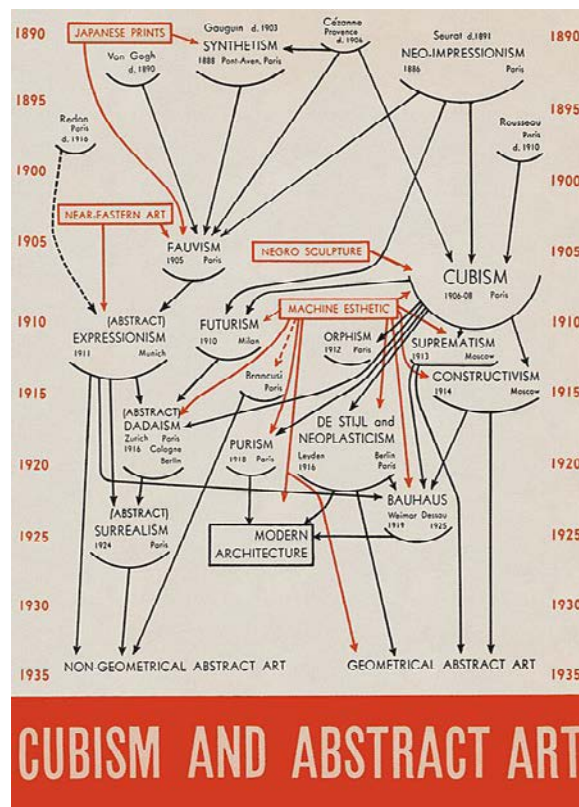 1890
JAPANESE PRINTS
Van Gogh
d. 1890
Gauguin d. 1903
SYNTHETISM
1888 Pont-Aven, Paris
Cézanne
Provence
d. 1906
Seurat d.1891
NEO-IMPRESSIONISM
1886 Paris
1890
1895
1895
Redon
Paris
d. 1916
Rousseau
Paris
d. 1910
1900
1900
NEAR-EASTERN ART
1905
FAUVISM
1905 Paris
NEGRO SCULPTURE
1905
CUBISM
1906-08 Paris
1910
(ABSTRACT)
EXPRESSIONISM
1911 Munich
FUTURISM
1910 Milan
MACHINE ESTHETIC
ORPHISM
1912 Paris
SUPREMATISM
1913 Moscow
1910
Brancusi
Paris
CONSTRUCTIVISM
1914 Moscow
1915
1915
(ABSTRACT)
DADAISM
Zurich Paris
1916 Cologne
Berlin
PURISM
1918 Paris
DE STIJL and
NEOPLASTICISM
Leyden Berlin
1916 Paris
1920
1920
(ABSTRACT)
SURREALISM
1924 Paris
BAUHAUS
Weimar Dessau
1919 1925
1925
MODERN
ARCHITECTURE
1925
1930
1930
NON-GEOMETRICAL ABSTRACT ART
GEOMETRICAL ABSTRACT ART
1935
1935
CUBISM AND ABSTRACT ART